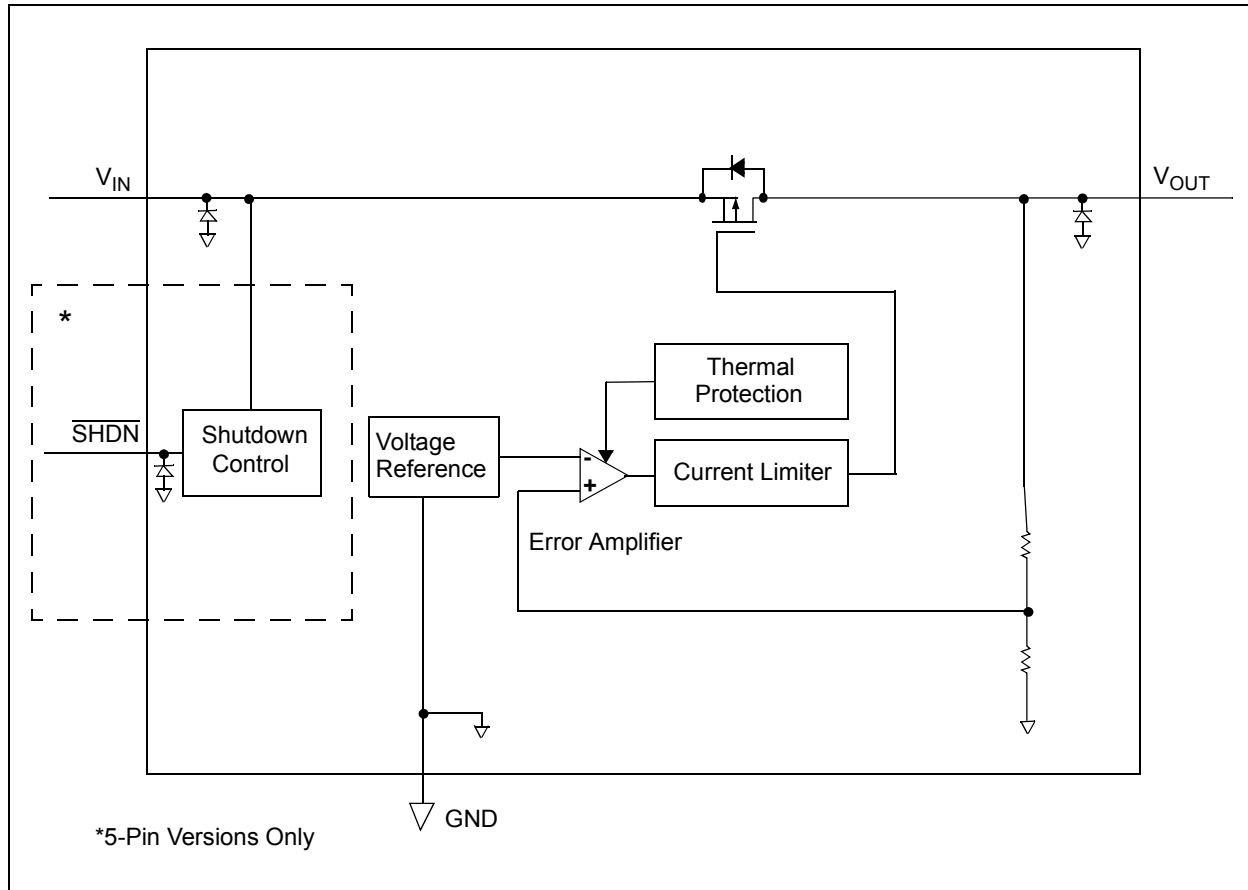 V_IN
V_OUT
*
Thermal
Protection
SHDN
Shutdown
Control
Voltage
Reference
-
+
Current Limiter
Error Amplifier
GND
*5-Pin Versions Only